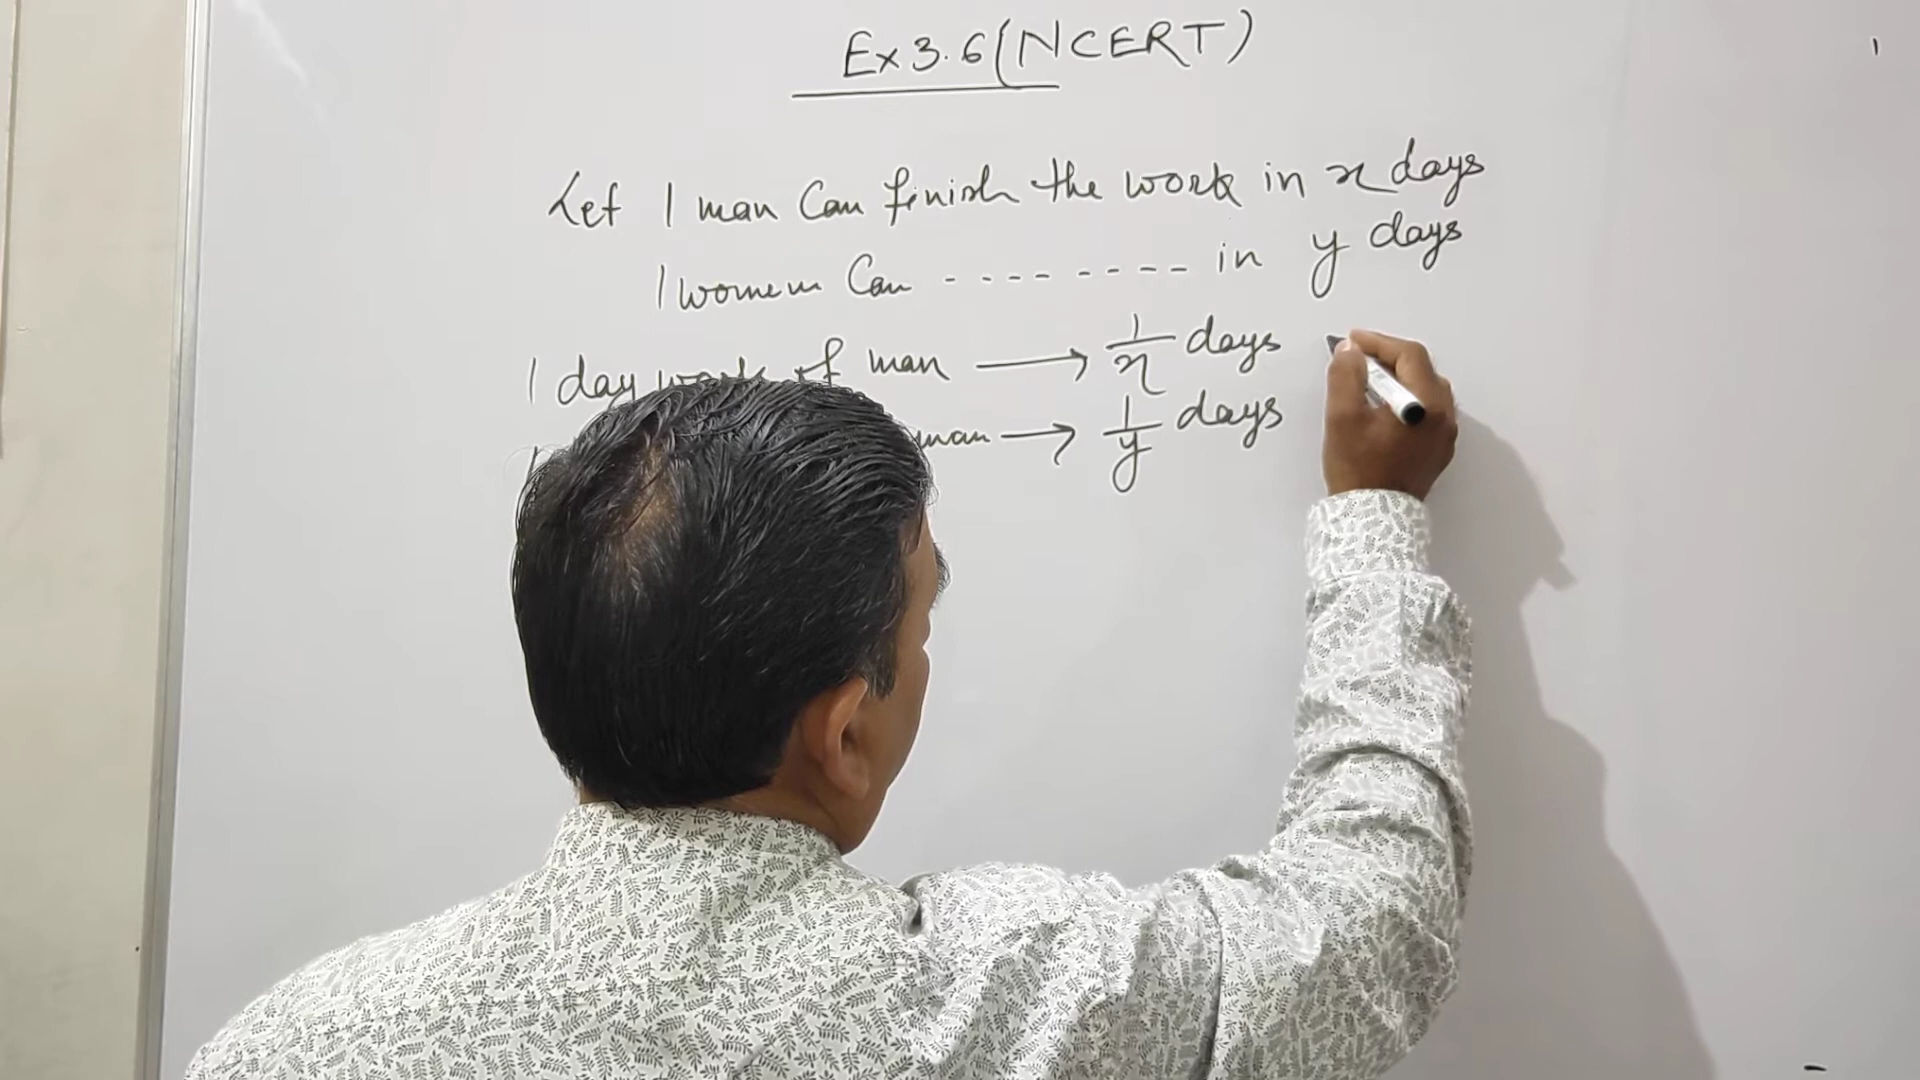 Ex 3.6 (NCERT)
Let 1 man Can finish the work in x days
1 women Can - - - - - - - - in y days
1 day work of man → 1/x days
man → 1/y days